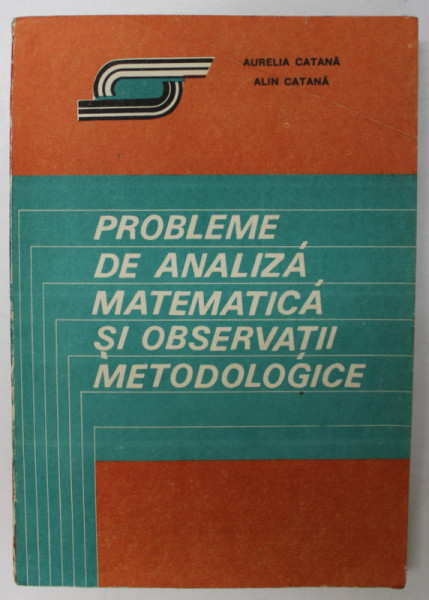 AURELIA CATANĂ
ALIN CATANĂ
PROBLEME
DE ANALIZĂ
MATEMATICĂ
ȘI OBSERVAȚII
METODOLOGICE